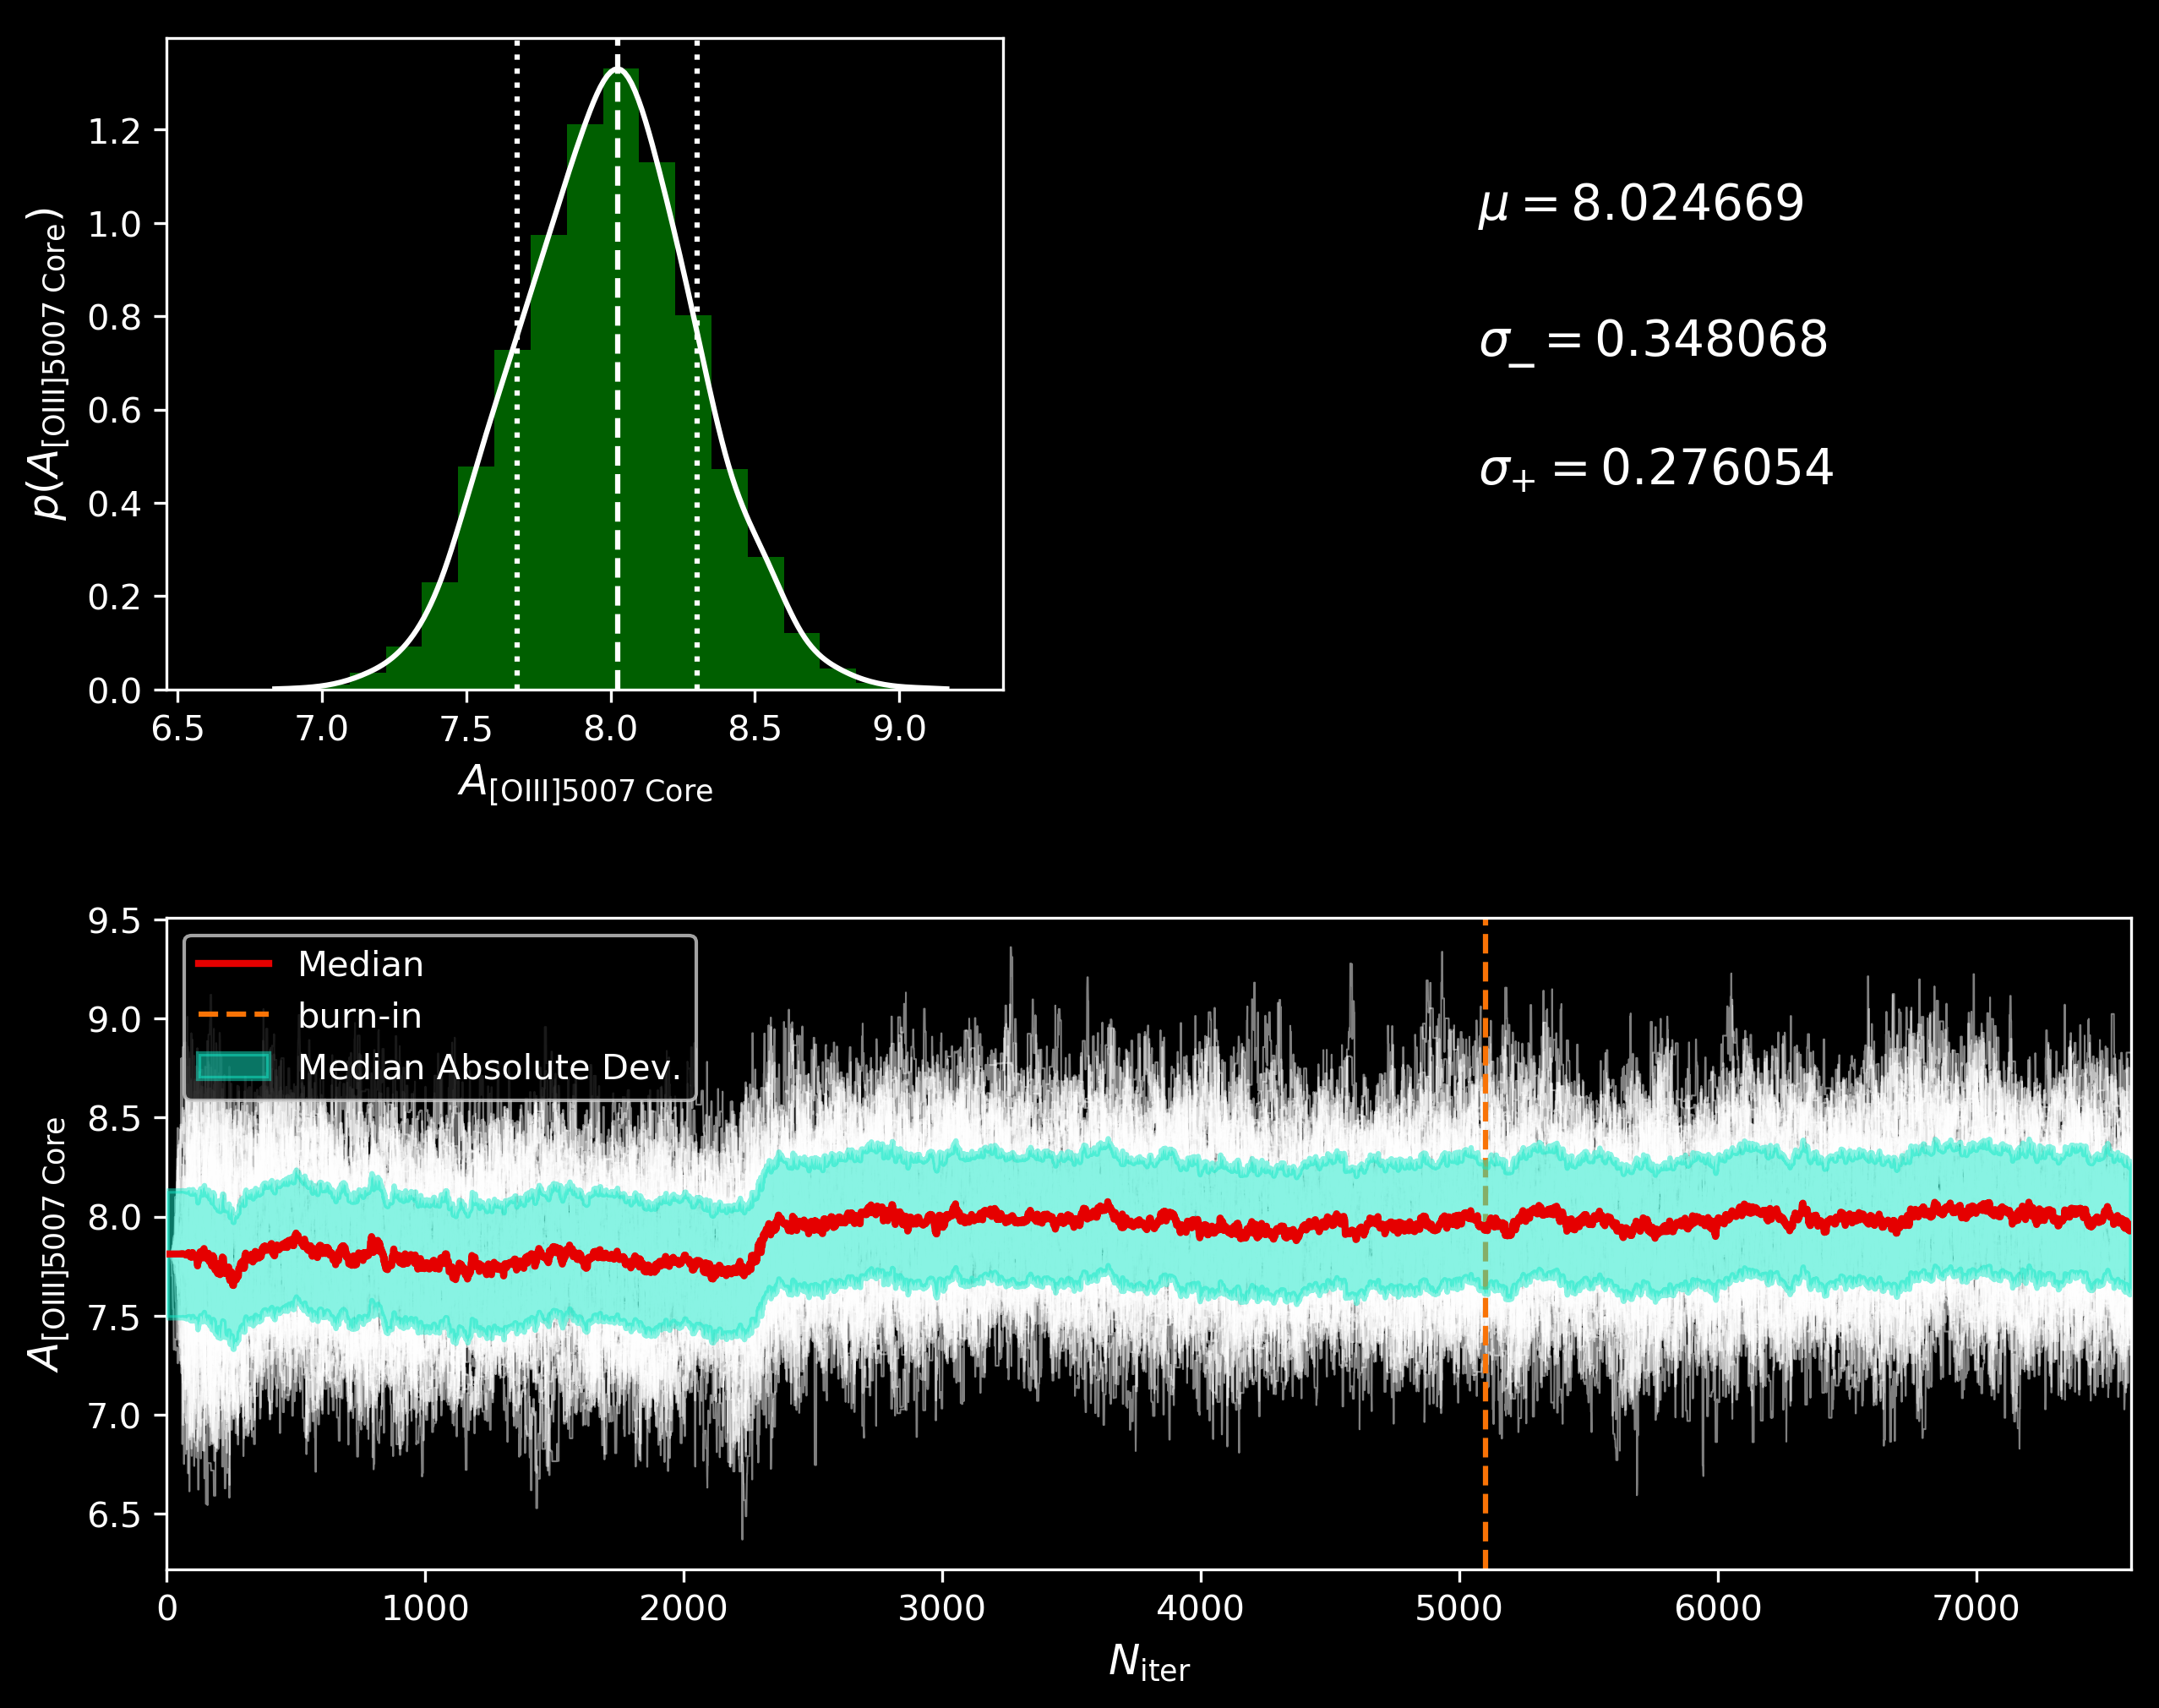 1.2
1.0
0.8
0.6
0.4
0.2
0.0
p(A[OIII]5007 Core)
6.5 7.0 7.5 8.0 8.5 9.0
A[OIII]5007 Core
μ = 8.024669
σ− = 0.348068
σ+ = 0.276054
9.5
9.0
8.5
8.0
7.5
7.0
6.5
A[OIII]5007 Core
Median
burn-in
Median Absolute Dev.
0 1000 2000 3000 4000 5000 6000 7000
Niter